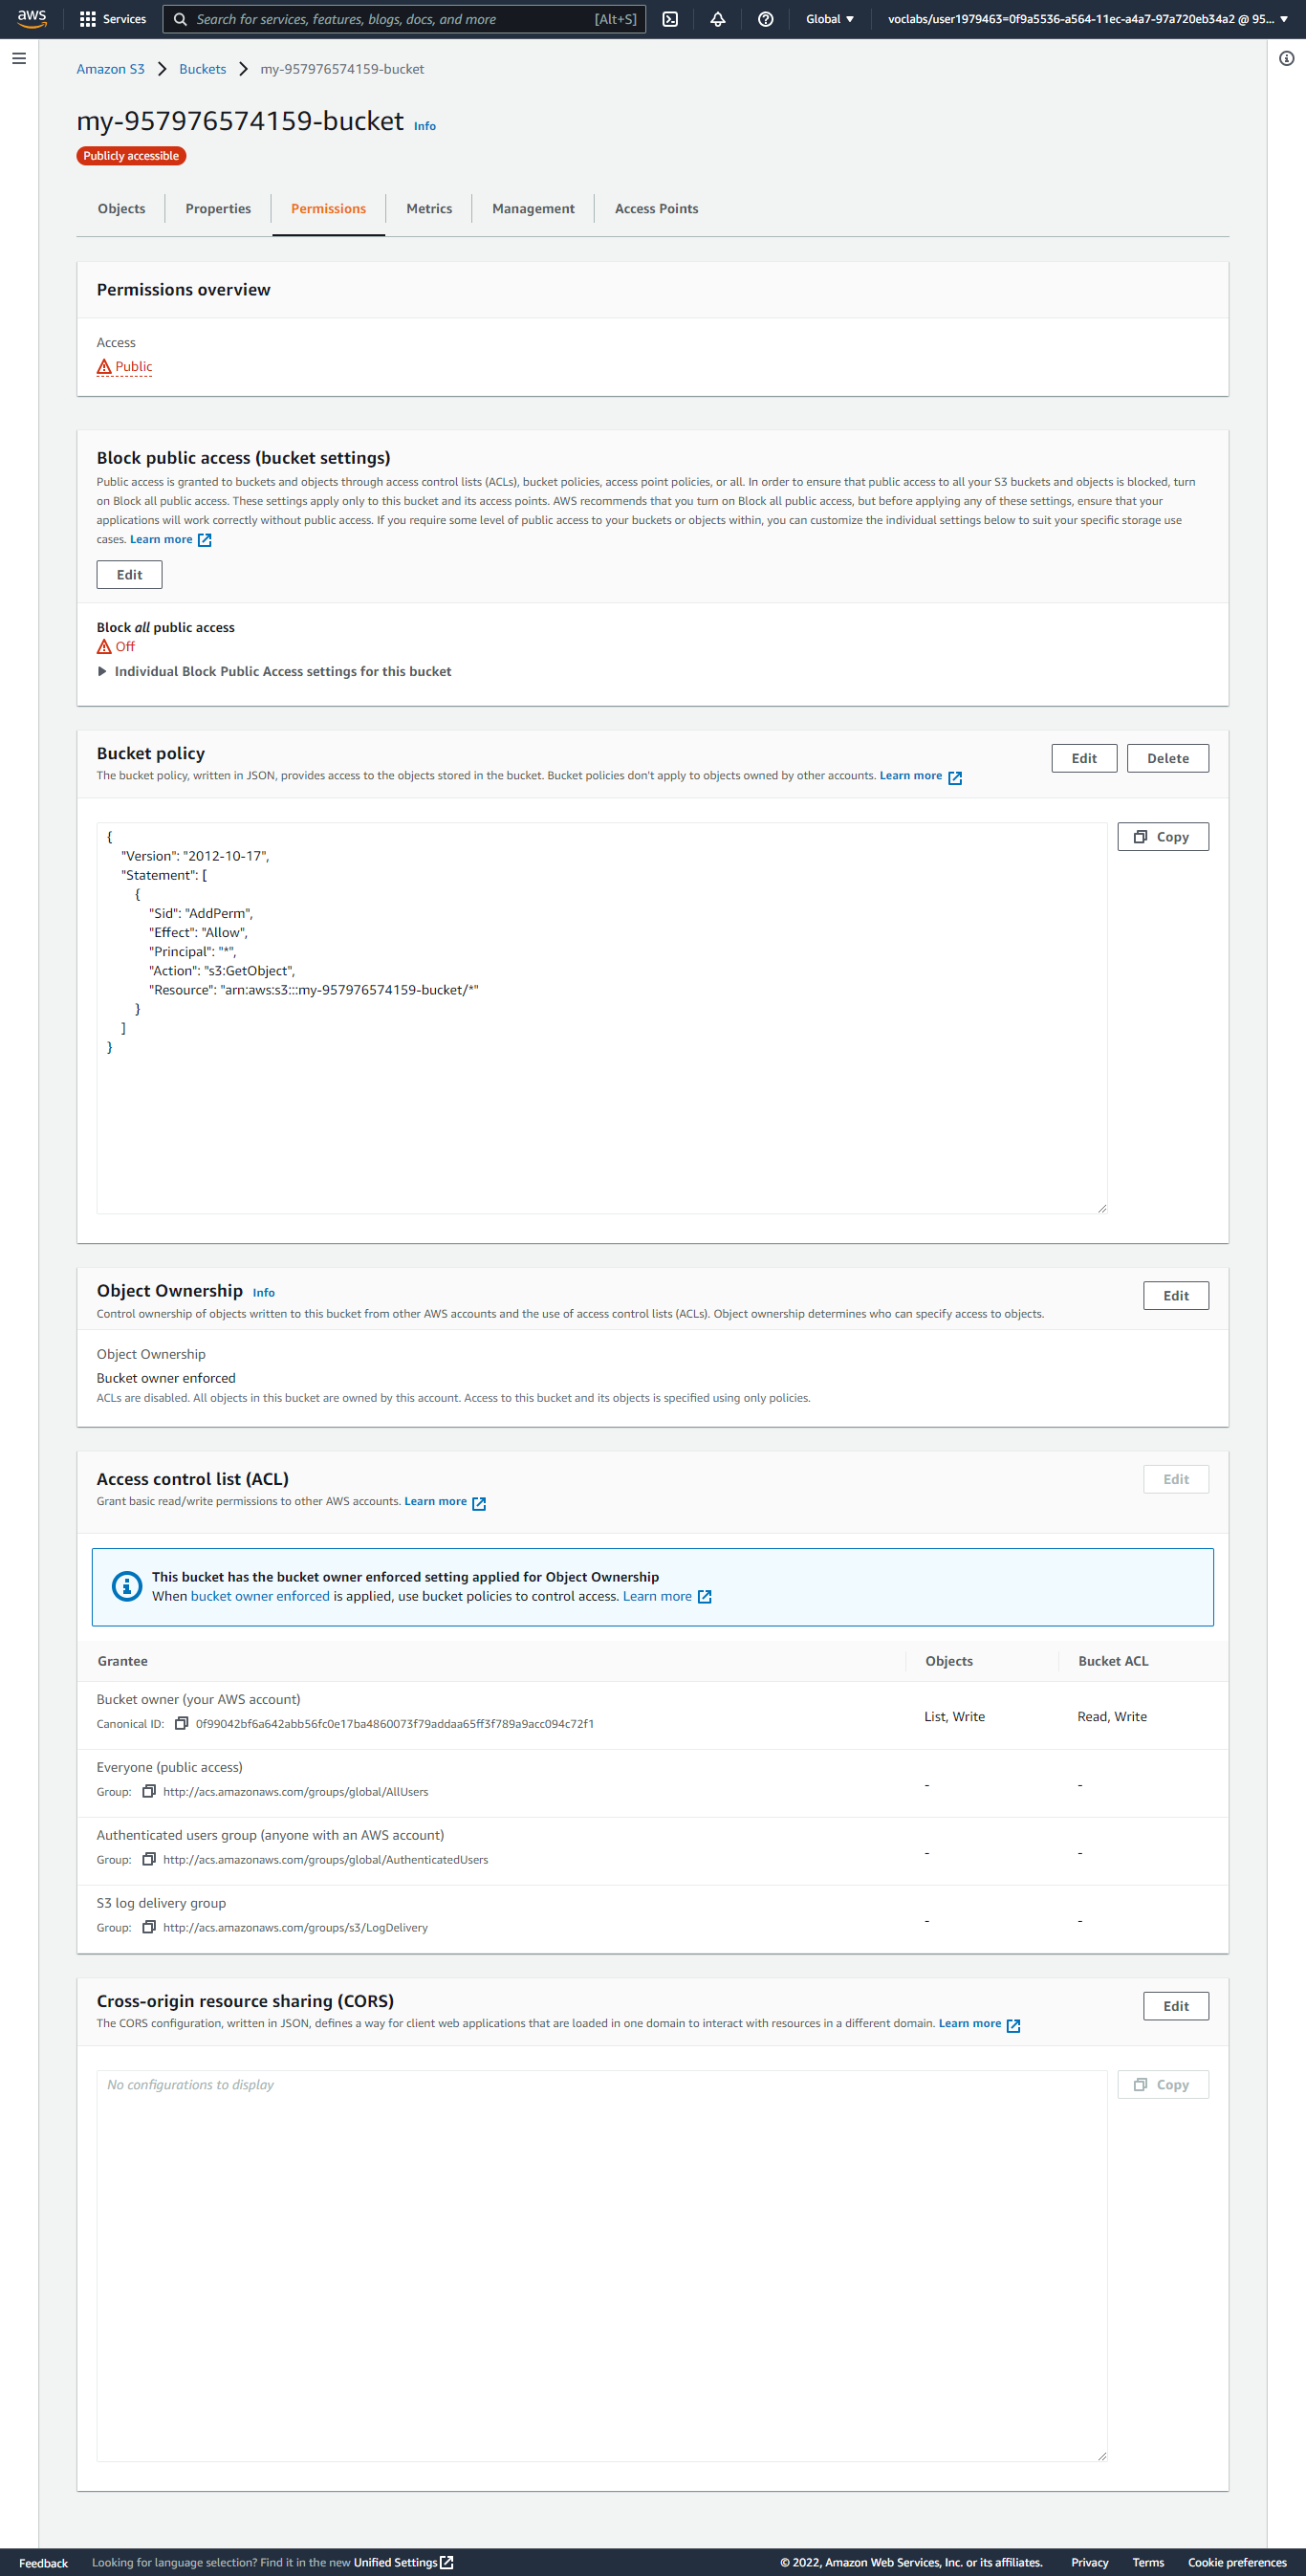 aws
Services
Search for services, features, blogs, docs, and more
[Alt+S]
Global
voclabs/user1979463=0f9a5536-a564-11ec-a4a7-97a720eb34a2 @ 95...
Amazon S3 > Buckets > my-957976574159-bucket
my-957976574159-bucket Info
Publicly accessible
Objects
Properties
Permissions
Metrics
Management
Access Points
Permissions overview
Access
Public
Block public access (bucket settings)
Public access is granted to buckets and objects through access control lists (ACLs), bucket policies, access point policies, or all. In order to ensure that public access to all your S3 buckets and objects is blocked, turn
on Block all public access. These settings apply only to this bucket and its access points. AWS recommends that you turn on Block all public access, but before applying any of these settings, ensure that your
applications will work correctly without public access. If you require some level of public access to your buckets or objects within, you can customize the individual settings below to suit your specific storage use
cases. Learn more
Edit
Block all public access
Off
Individual Block Public Access settings for this bucket
Bucket policy
The bucket policy, written in JSON, provides access to the objects stored in the bucket. Bucket policies don't apply to objects owned by other accounts. Learn more
Edit
Delete
{
"Version": "2012-10-17",
"Statement": [
{
"Sid": "AddPerm",
"Effect": "Allow",
"Principal": "*",
"Action": "s3:GetObject",
"Resource": "arn:aws:s3:::my-957976574159-bucket/*"
}
]
}
Copy
Object Ownership Info
Control ownership of objects written to this bucket from other AWS accounts and the use of access control lists (ACLs). Object ownership determines who can specify access to objects.
Edit
Object Ownership
Bucket owner enforced
ACLs are disabled. All objects in this bucket are owned by this account. Access to this bucket and its objects is specified using only policies.
Access control list (ACL)
Grant basic read/write permissions to other AWS accounts. Learn more
Edit
This bucket has the bucket owner enforced setting applied for Object Ownership
When bucket owner enforced is applied, use bucket policies to control access. Learn more
Grantee
Objects
Bucket ACL
Bucket owner (your AWS account)
Canonical ID: 0f99042bf6a642abb56fc0e17ba4860073f79addaa65ff3f789a9acc094c72f1
List, Write
Read, Write
Everyone (public access)
Group: http://acs.amazonaws.com/groups/global/AllUsers
-
-
Authenticated users group (anyone with an AWS account)
Group: http://acs.amazonaws.com/groups/global/AuthenticatedUsers
-
-
S3 log delivery group
Group: http://acs.amazonaws.com/groups/s3/LogDelivery
-
-
Cross-origin resource sharing (CORS)
The CORS configuration, written in JSON, defines a way for client web applications that are loaded in one domain to interact with resources in a different domain. Learn more
Edit
No configurations to display
Copy
Feedback
Looking for language selection? Find it in the new Unified Settings
© 2022, Amazon Web Services, Inc. or its affiliates.
Privacy
Terms
Cookie preferences